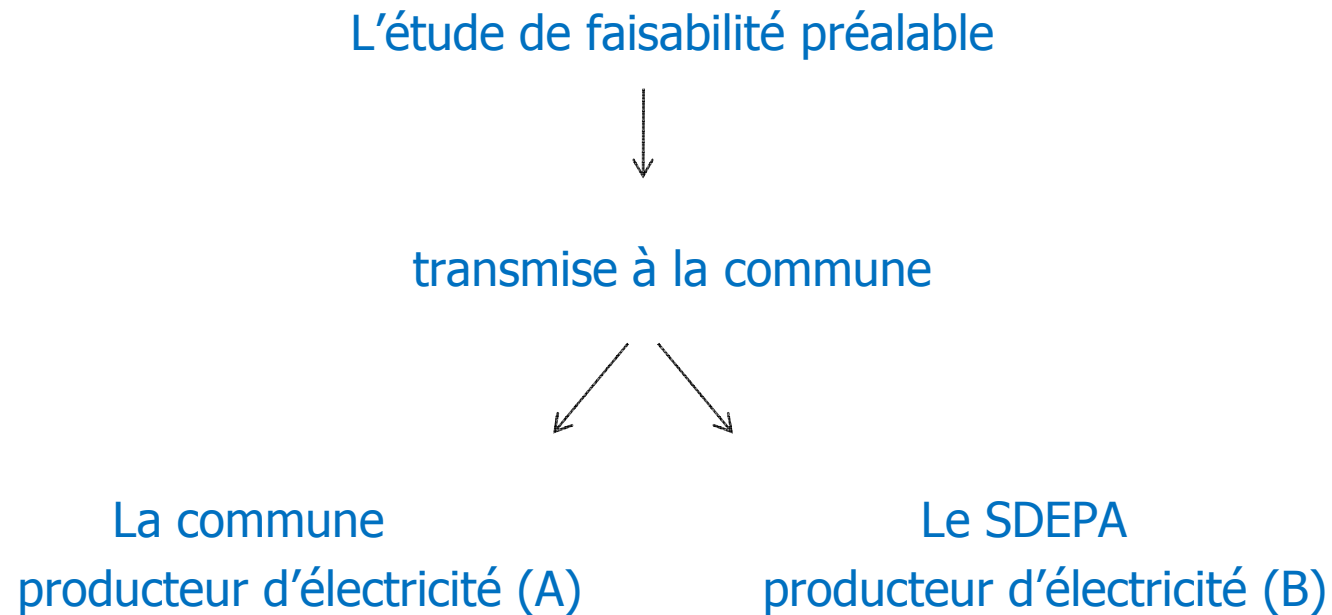 L’étude de faisabilité préalable
transmise à la commune
La commune
producteur d’électricité (A)
Le SDEPA
producteur d’électricité (B)